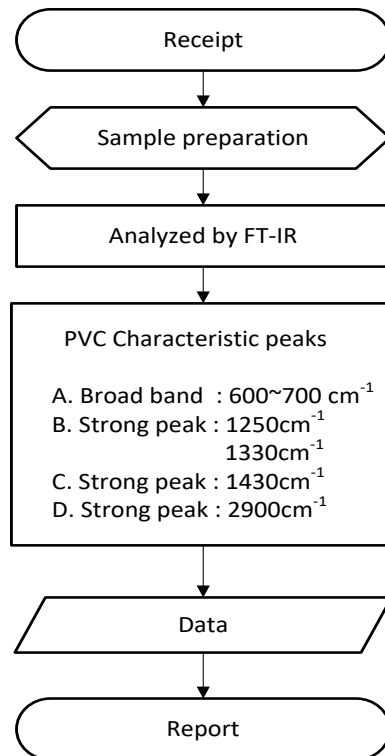 Receipt
Sample preparation
Analyzed by FT-IR
PVC Characteristic peaks
A. Broad band : 600~700 cm⁻¹
B. Strong peak : 1250cm⁻¹
1330cm⁻¹
C. Strong peak : 1430cm⁻¹
D. Strong peak : 2900cm⁻¹
Data
Report